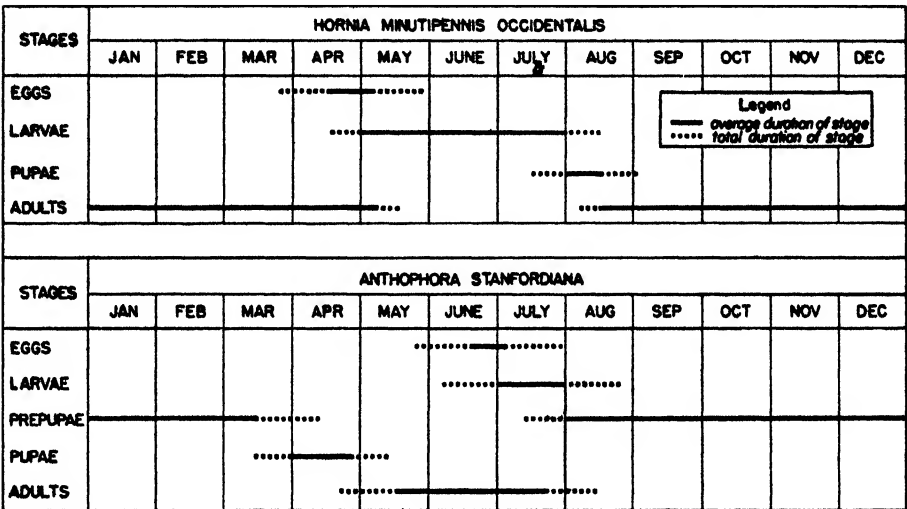 HORNIA MINUTIPENNIS OCCIDENTALIS
STAGES
JAN FEB MAR APR MAY JUNE JULY AUG SEP OCT NOV DEC
EGGS
Legend
average duration of stage
total duration of stage
LARVAE
PUPAE
ADULTS
ANTHOPHORA STANFORDIANA
STAGES
JAN FEB MAR APR MAY JUNE JULY AUG SEP OCT NOV DEC
EGGS
LARVAE
PREPUPAE
PUPAE
ADULTS